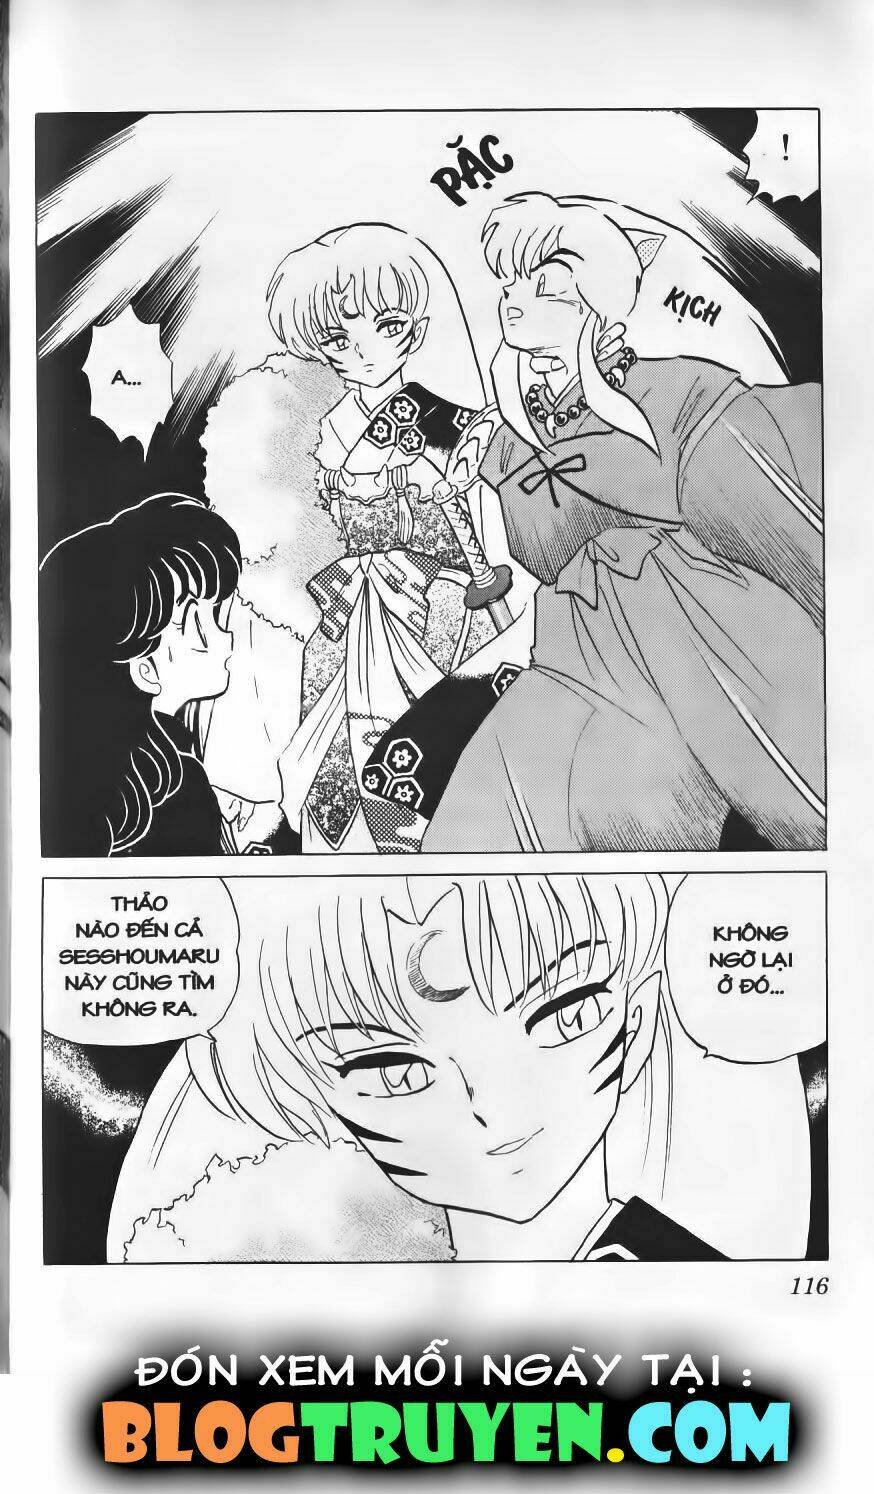 !
PẶC
KỊCH
A...
KHÔNG
NGỜ LẠI
Ở ĐÓ...
THẢO
NÀO ĐẾN CẢ
SESSHOUMARU
NÀY CŨNG TÌM
KHÔNG RA.
116
ĐÓN XEM MỖI NGÀY TẠI :
BLOGTRUYEN.COM